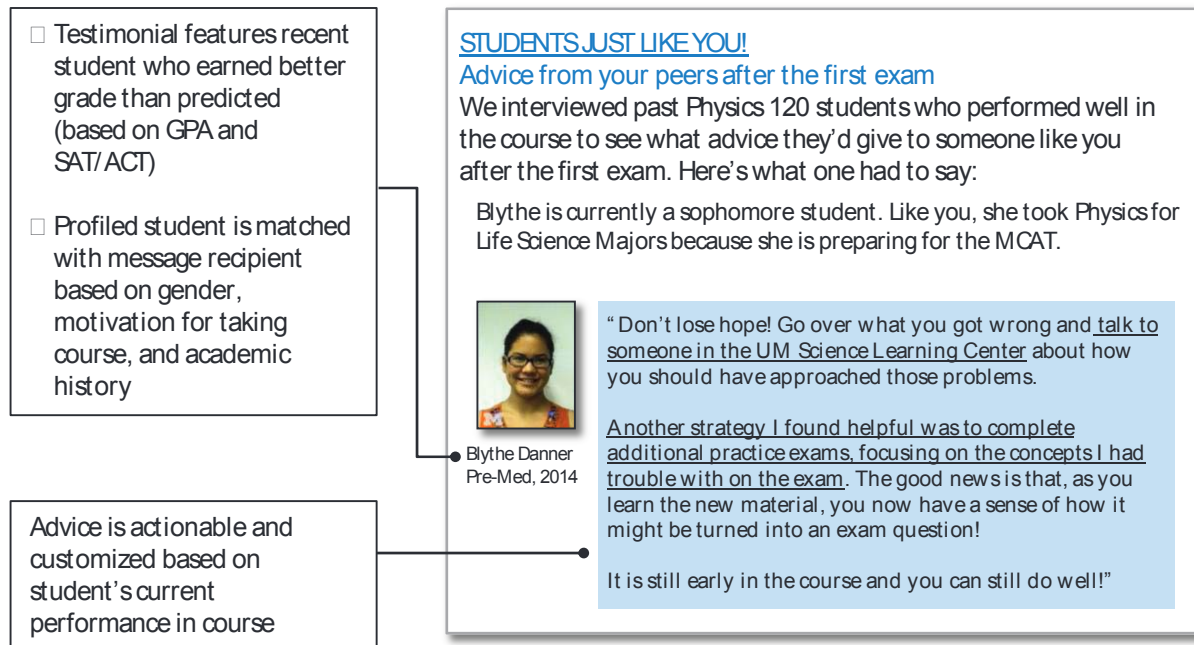 □ Testimonial features recent
student who earned better
grade than predicted
(based on GPA and
SAT/ACT)
□ Profiled student is matched
with message recipient
based on gender,
motivation for taking
course, and academic
history
Advice is actionable and
customized based on
student's current
performance in course
STUDENTS JUST LIKE YOU!
Advice from your peers after the first exam
We interviewed past Physics 120 students who performed well in
the course to see what advice they'd give to someone like you
after the first exam. Here's what one had to say:
Blythe is currently a sophomore student. Like you, she took Physics for
Life Science Majors because she is preparing for the MCAT.
Blythe Danner
Pre-Med, 2014
"Don't lose hope! Go over what you got wrong and talk to
someone in the UM Science Learning Center about how
you should have approached those problems.
Another strategy I found helpful was to complete
additional practice exams, focusing on the concepts I had
trouble with on the exam. The good news is that, as you
learn the new material, you now have a sense of how it
might be turned into an exam question!
It is still early in the course and you can still do well!"